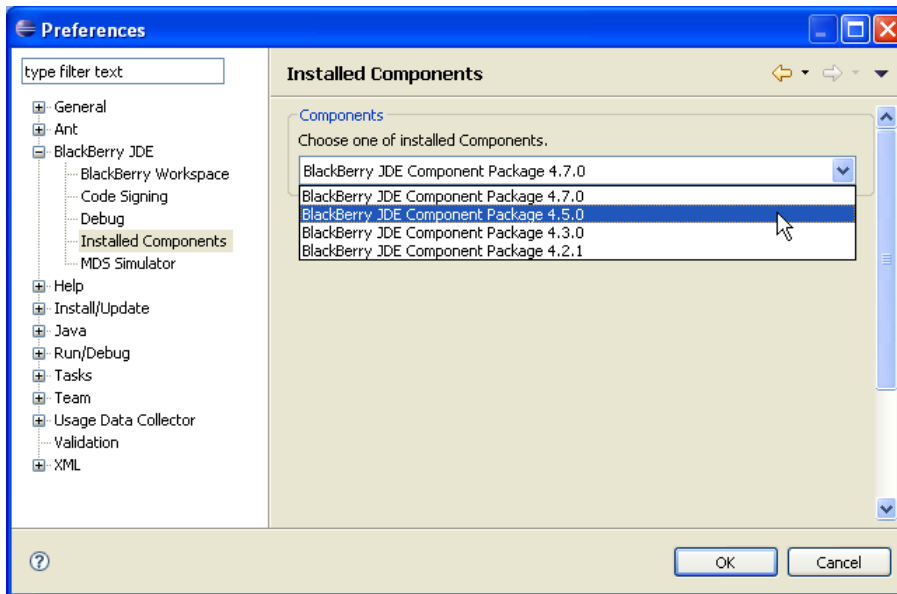 Preferences
type filter text
General
Ant
BlackBerry JDE
BlackBerry Workspace
Code Signing
Debug
Installed Components
MDS Simulator
Help
Install/Update
Java
Run/Debug
Tasks
Team
Usage Data Collector
Validation
XML
Installed Components
Components
Choose one of installed Components.
BlackBerry JDE Component Package 4.7.0
BlackBerry JDE Component Package 4.7.0
BlackBerry JDE Component Package 4.5.0
BlackBerry JDE Component Package 4.3.0
BlackBerry JDE Component Package 4.2.1
?
OK
Cancel